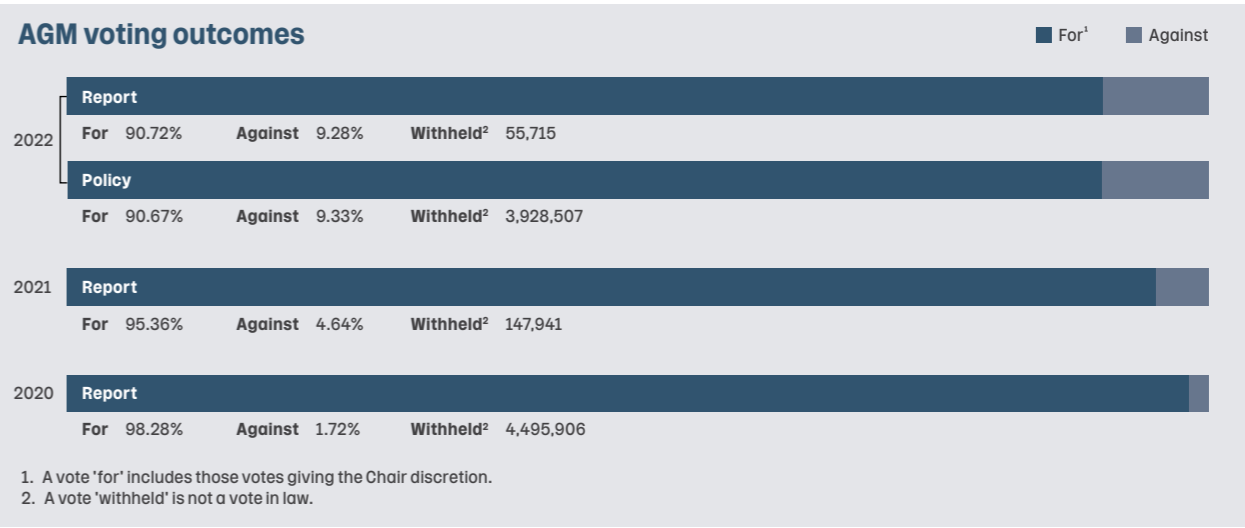 AGM voting outcomes
For¹ Against
Report
2022
For 90.72% Against 9.28% Withheld² 55,715
Policy
For 90.67% Against 9.33% Withheld² 3,928,507
2021 Report
For 95.36% Against 4.64% Withheld² 147,941
2020 Report
For 98.28% Against 1.72% Withheld² 4,495,906
1. A vote 'for' includes those votes giving the Chair discretion.
2. A vote 'withheld' is not a vote in law.